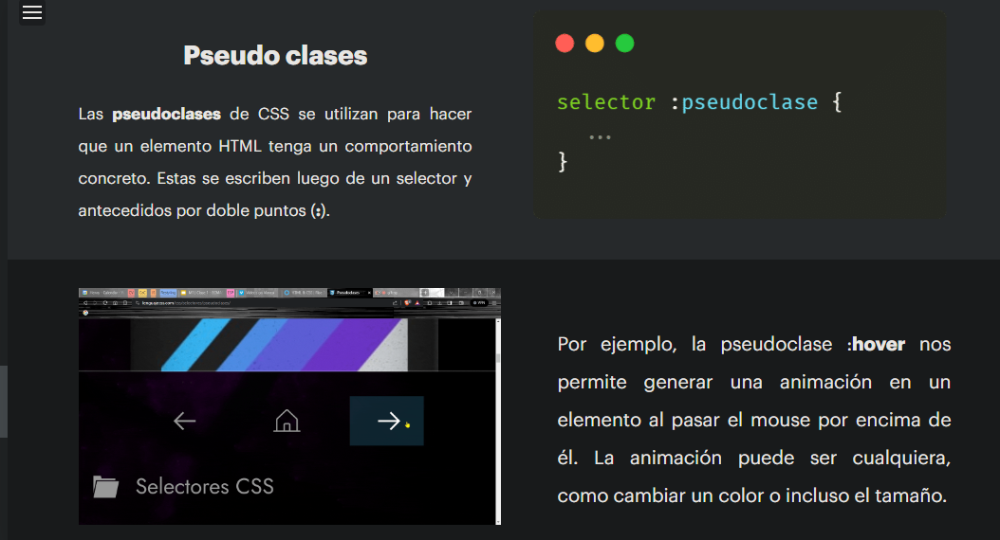 Pseudo clases
Las pseudoclases de CSS se utilizan para hacer
que un elemento HTML tenga un comportamiento
concreto. Estas se escriben luego de un selector y
antecedidos por doble puntos (:).
selector :pseudoclase {
...
}
Selectores CSS
Por ejemplo, la pseudoclase :hover nos
permite generar una animación en un
elemento al pasar el mouse por encima de
él. La animación puede ser cualquiera,
como cambiar un color o incluso el tamaño.